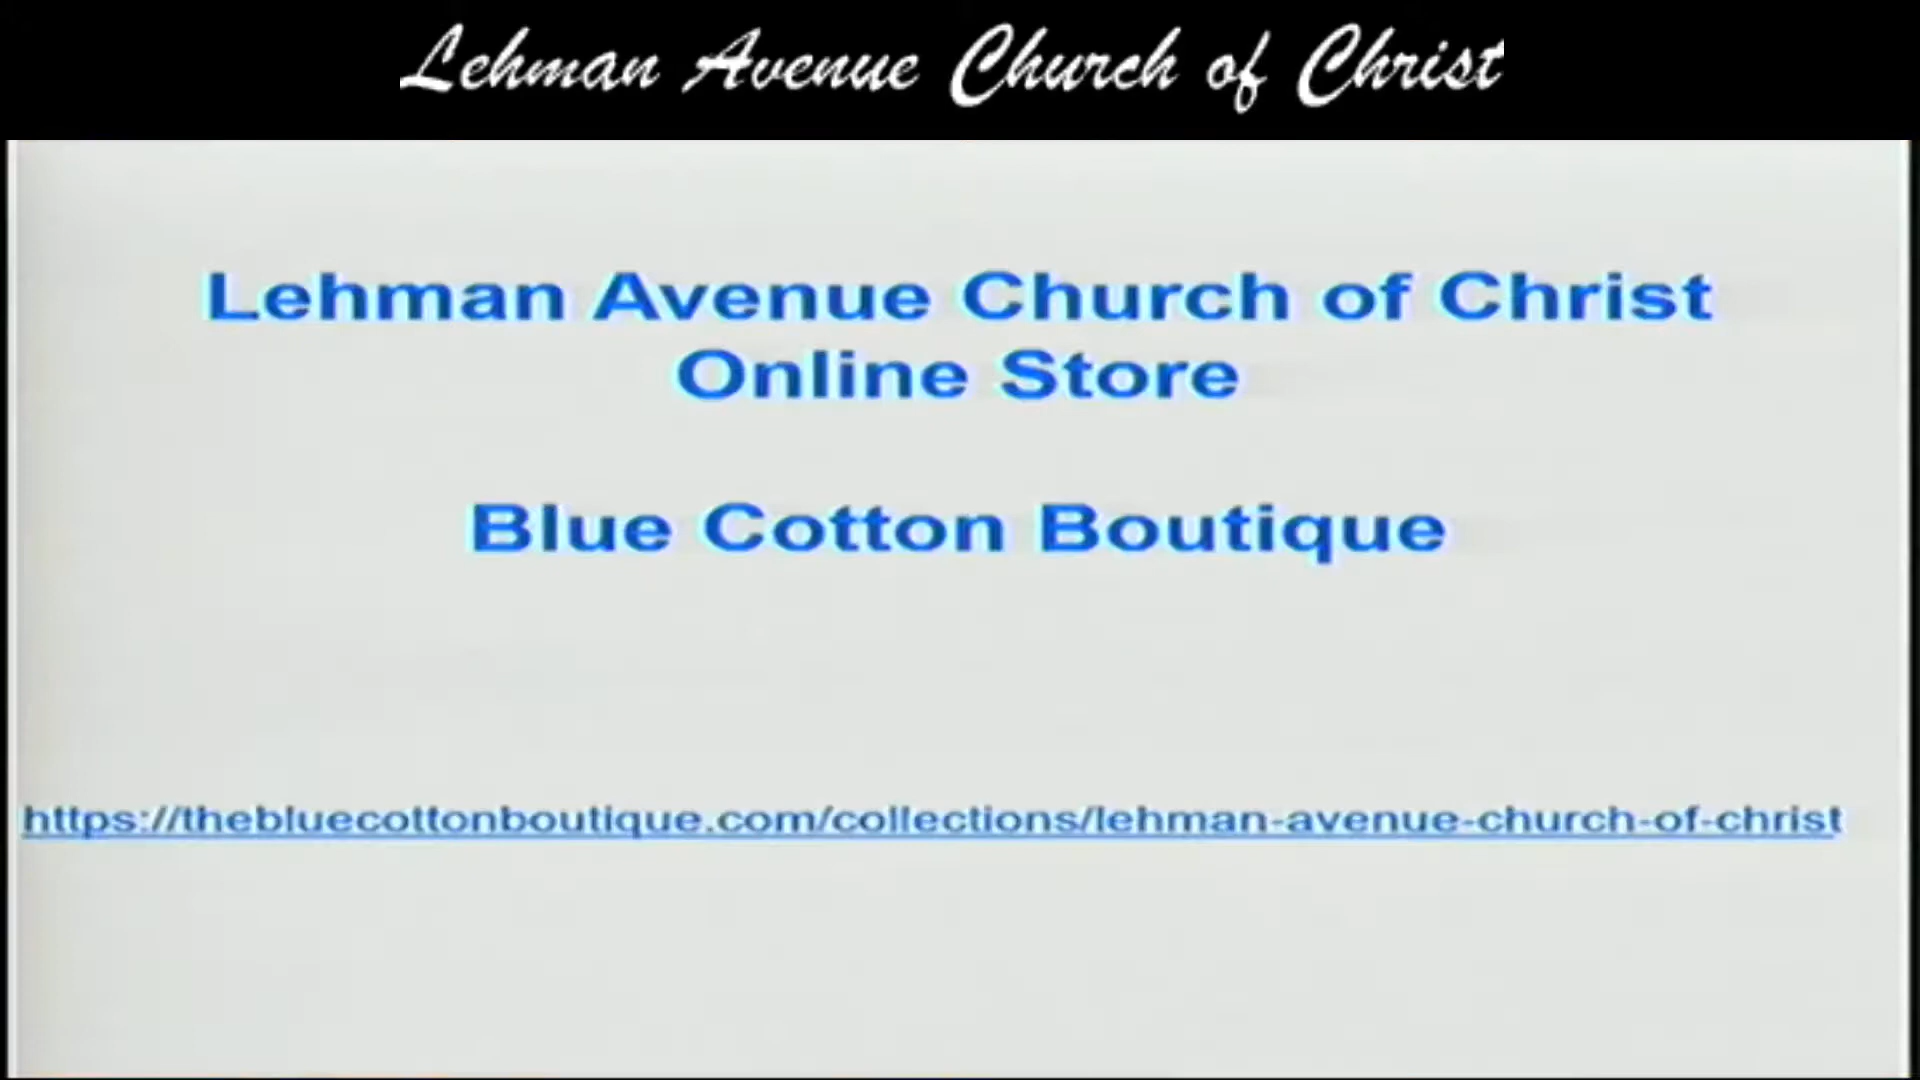 Lehman Avenue Church of Christ
Lehman Avenue Church of Christ
Online Store
Blue Cotton Boutique
https://thebluecottonboutique.com/collections/lehman-avenue-church-of-christ